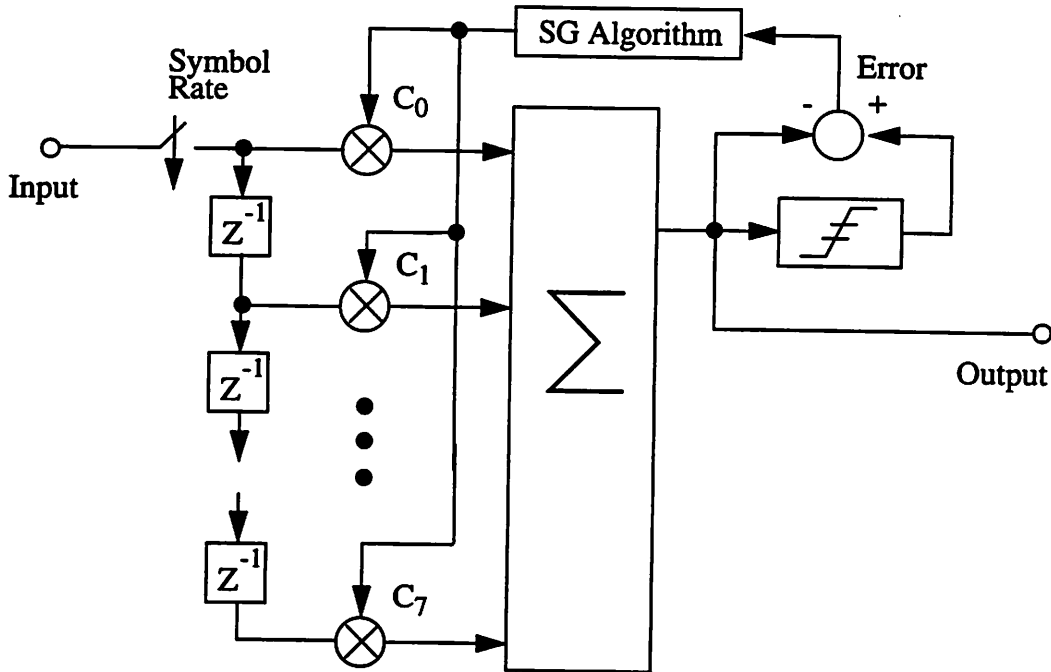 SG Algorithm
Error
- +
Symbol
Rate
C₀
Input
Z⁻¹
C₁
Z⁻¹
Σ
Output
Z⁻¹
C₇